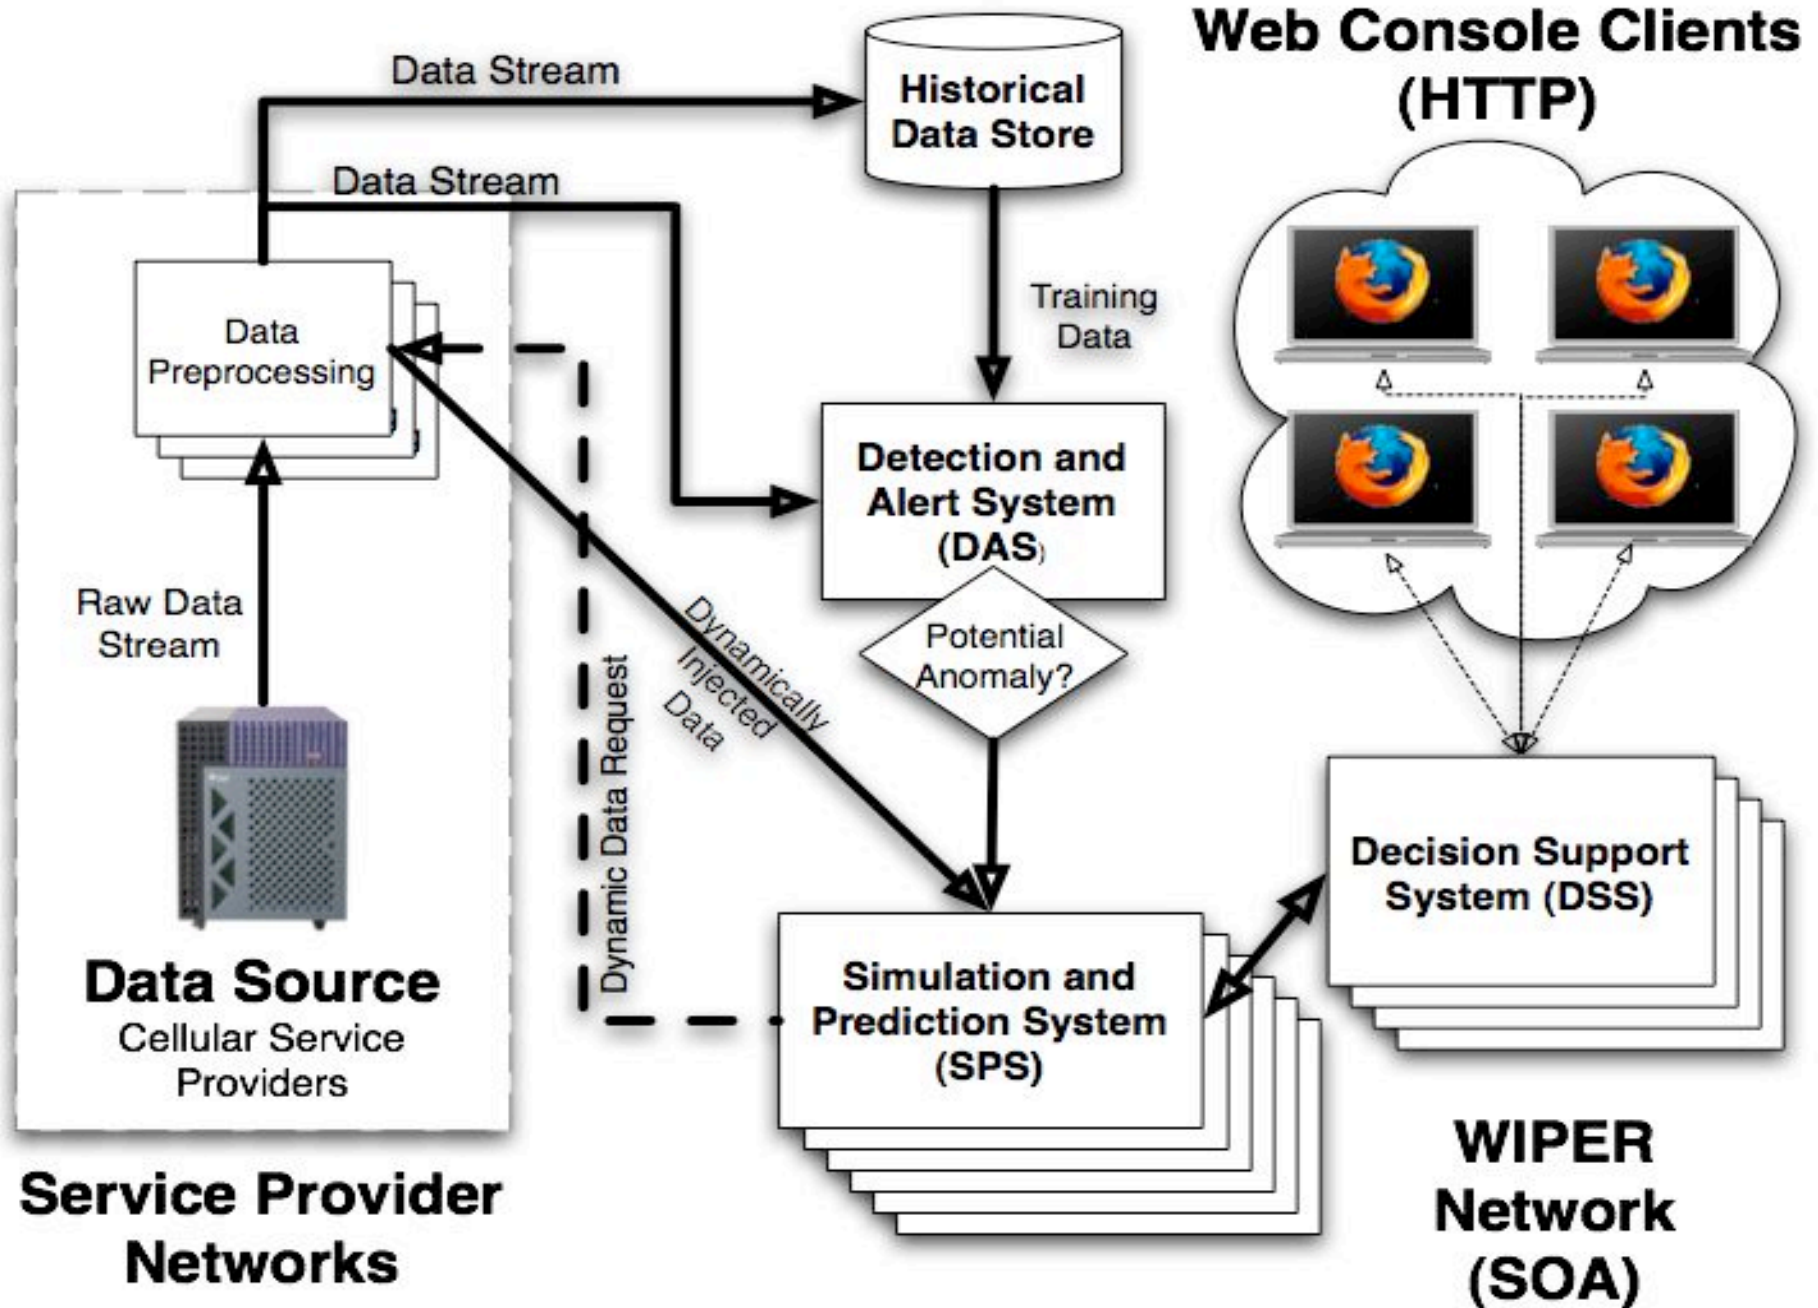 Web Console Clients
(HTTP)
Data Stream
Historical
Data Store
Data Stream
Training
Data
Data
Preprocessing
Detection and
Alert System
(DAS)
Raw Data
Stream
Potential
Anomaly?
Dynamically
Injected
Data
Dynamic Data Request
Decision Support
System (DSS)
Data Source
Cellular Service
Providers
Simulation and
Prediction System
(SPS)
Service Provider
Networks
WIPER
Network
(SOA)